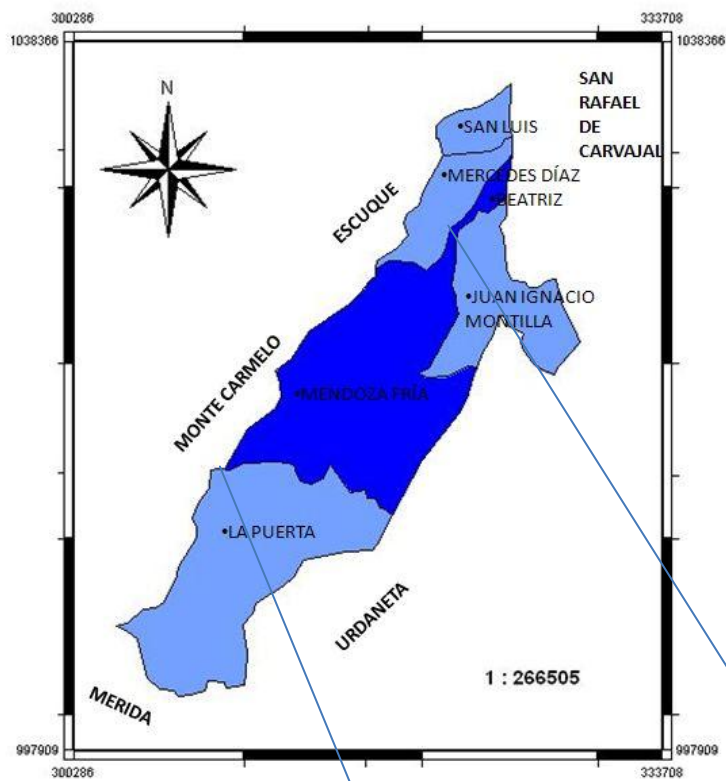 300286
333708
1038366
1038366
N
SAN
RAFAEL
DE
CARVAJAL
•SAN LUIS
•MERCEDES DÍAZ
•BEATRIZ
ESCUQUE
•JUAN IGNACIO
MONTILLA
MONTE CARMELO
•MENDOZA FRÍA
•LA PUERTA
URDANETA
1 : 266505
MERIDA
997909
997909
300286
333708